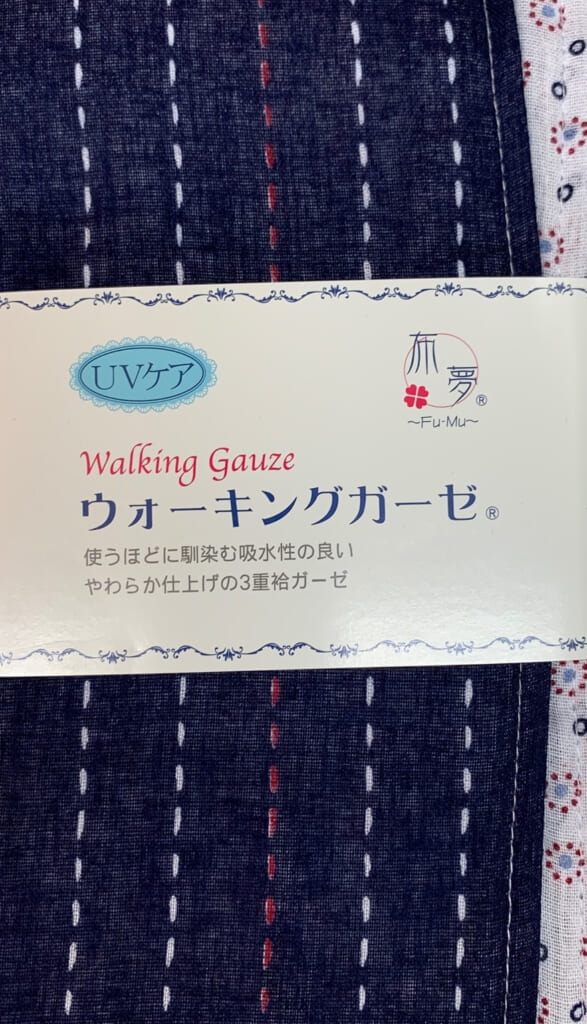 UVケア
布夢®
~Fu-Mu~
Walking Gauze
ウォーキングガーゼ®
使うほどに馴染む吸水性の良い
やわらか仕上げの3重袷ガーゼ